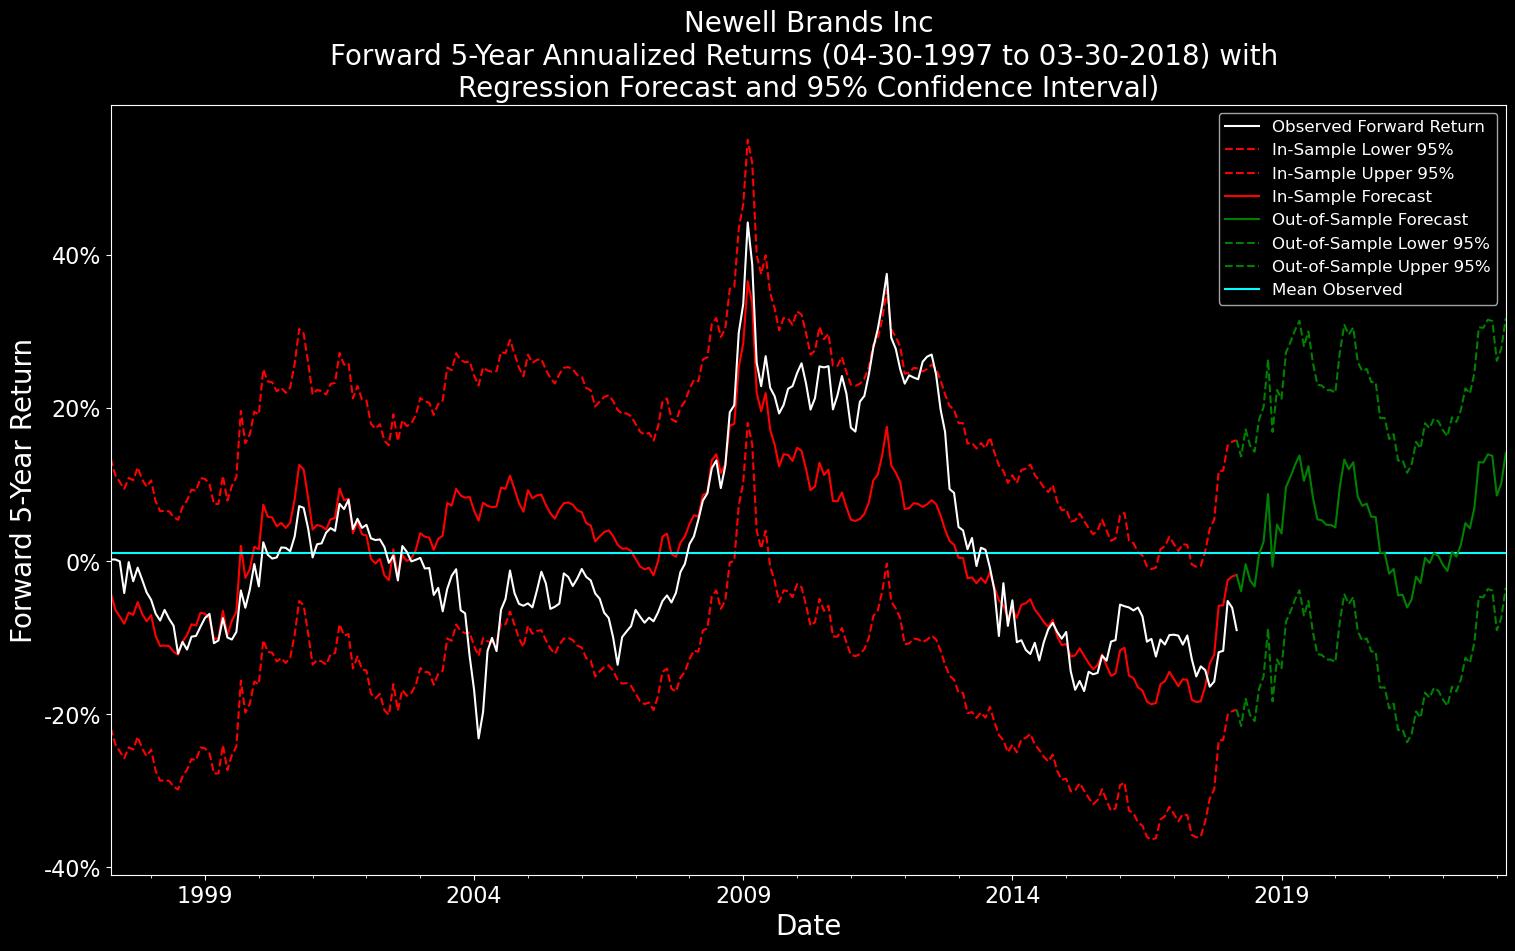 Newell Brands Inc
Forward 5-Year Annualized Returns (04-30-1997 to 03-30-2018) with
Regression Forecast and 95% Confidence Interval)
Observed Forward Return
In-Sample Lower 95%
In-Sample Upper 95%
In-Sample Forecast
Out-of-Sample Forecast
Out-of-Sample Lower 95%
Out-of-Sample Upper 95%
Mean Observed
Forward 5-Year Return
40%
20%
0%
-20%
-40%
1999
2004
2009
2014
2019
Date